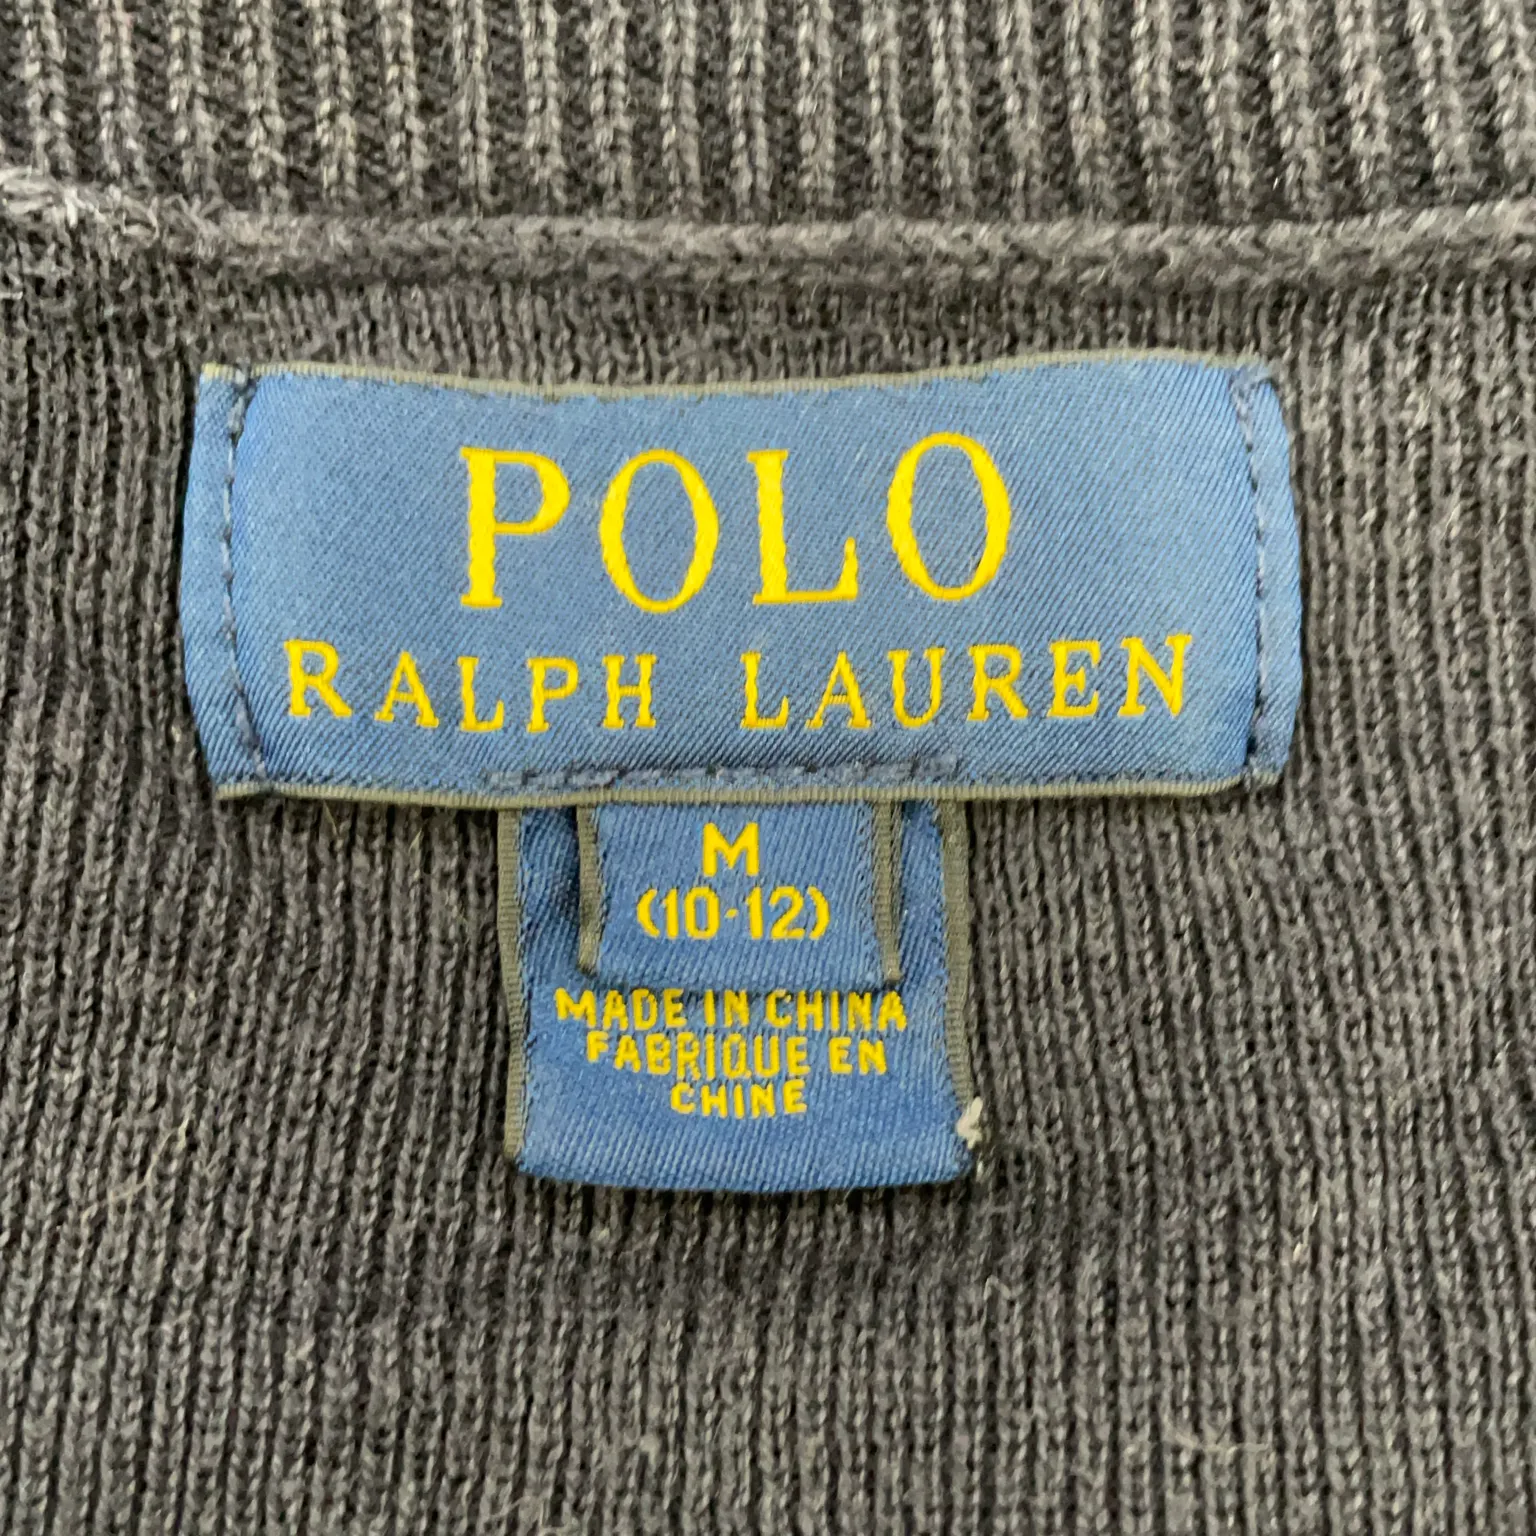 POLO
RALPH LAUREN
M
(10-12)
MADE IN CHINA
FABRIQUE EN
CHINE